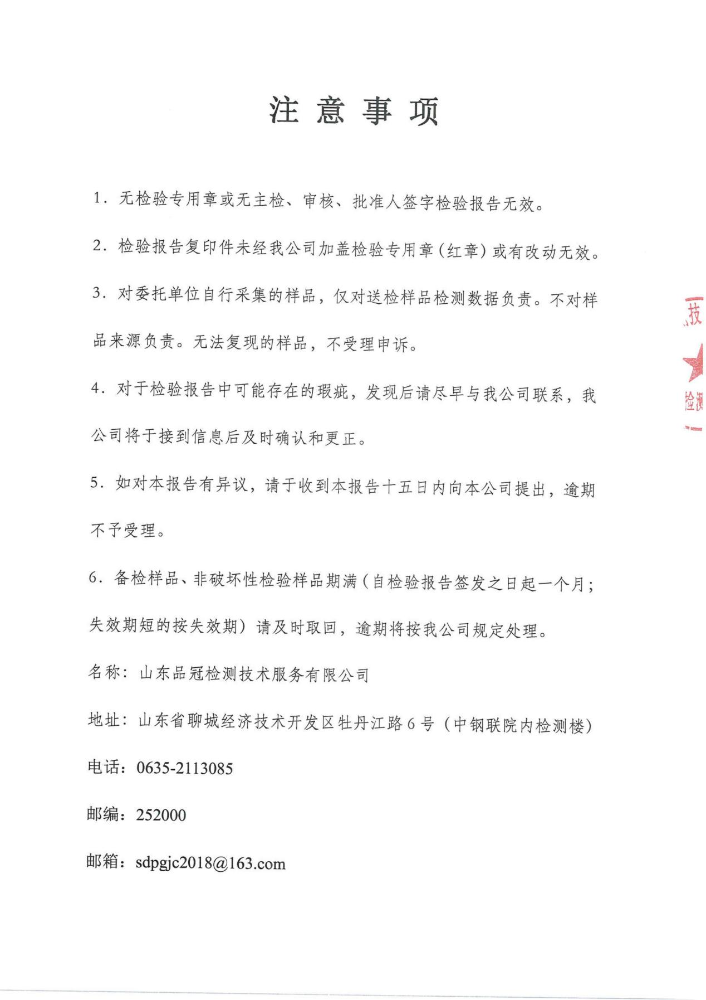 注意事项
1. 无检验专用章或无主检、审核、批准人签字检验报告无效。
2. 检验报告复印件未经我公司加盖检验专用章(红章)或有改动无效。
3. 对委托单位自行采集的样品，仅对送检样品检测数据负责。不对样
品来源负责。无法复现的样品，不受理申诉。
4. 对于检验报告中可能存在的瑕疵，发现后请尽早与我公司联系，我
公司将于接到信息后及时确认和更正。
5. 如对本报告有异议，请于收到本报告十五日内向本公司提出，逾期
不予受理。
6. 备检样品、非破坏性检验样品期满(自检验报告签发之日起一个月；
失效期短的按失效期)请及时取回，逾期将按我公司规定处理。
名称：山东品冠检测技术服务有限公司
地址：山东省聊城经济技术开发区牡丹江路6号（中钢联院内检测楼）
电话：0635-2113085
邮编：252000
邮箱：sdpgjc2018@163.com
技
检测